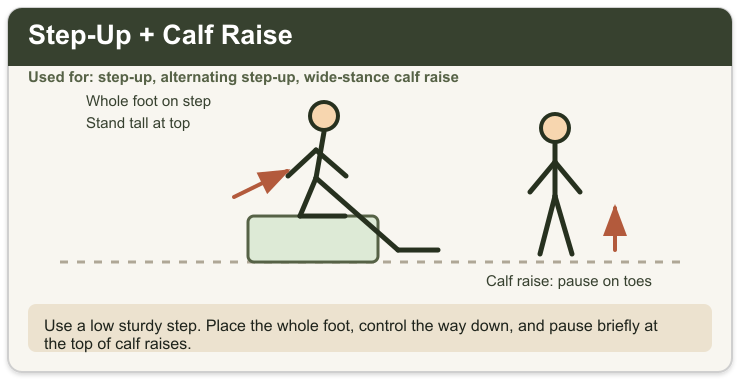 Step-Up + Calf Raise
Used for: step-up, alternating step-up, wide-stance calf raise
Whole foot on step
Stand tall at top
Calf raise: pause on toes
Use a low sturdy step. Place the whole foot, control the way down, and pause briefly at
the top of calf raises.